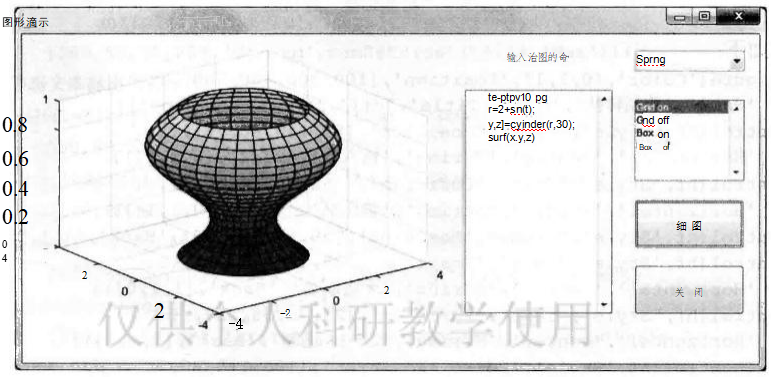 图形滴示
输入治图的命
Sprng
te-ptpv10 pg
r=2+sn(t);
y,z]=cyinder(r,30);
surf(x.y,z)
Gnd on
Gnd off
Box on
Box of
细图
关闭
1
0.8
0.6
0.4
0.2
0
4
2
0
2
-4
-4
-2
0
2
4
仅供个人科研教学使用